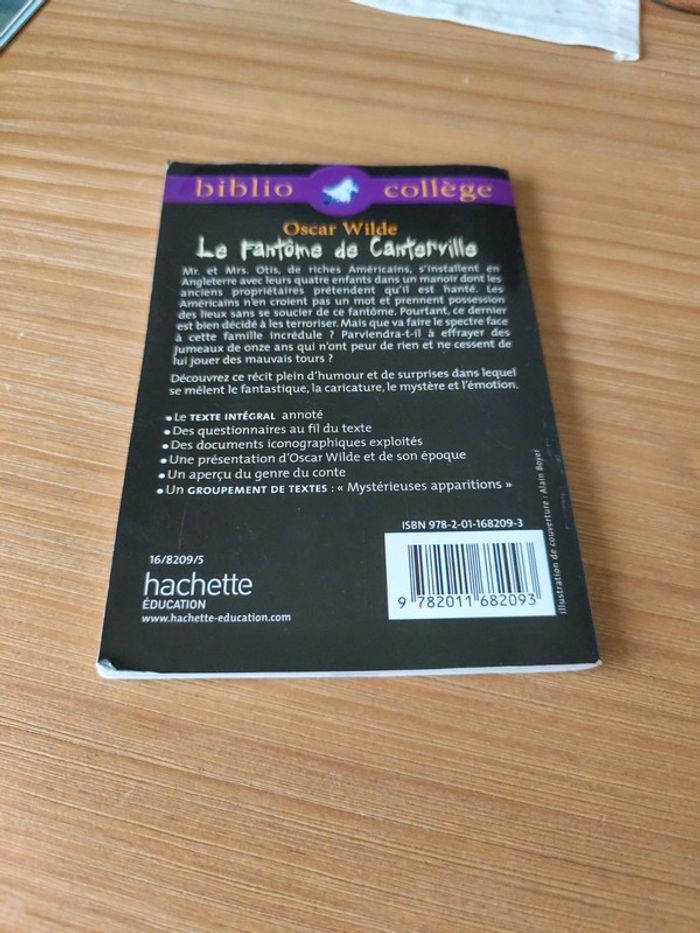 biblio collège
Oscar Wilde
Le Fantôme de Canterville
Mr. et Mrs. Otis, de riches Américains, s'installent en
Angleterre avec leurs quatre enfants dans un manoir dont les
anciens propriétaires prétendent qu'il est hanté. Les
Américains n'en croient pas un mot et prennent possession
des lieux sans se soucier de ce fantôme. Pourtant, ce dernier
est bien décidé à les terroriser. Mais que va faire le spectre face
à cette famille incrédule ? Parviendra-t-il à effrayer des
jumeaux de onze ans qui n'ont peur de rien et ne cessent de
lui jouer des mauvais tours ?
Découvrez ce récit plein d'humour et de surprises dans lequel
se mêlent le fantastique, la caricature, le mystère et l'émotion.
• Le TEXTE INTÉGRAL annoté
• Des questionnaires au fil du texte
• Des documents iconographiques exploités
• Une présentation d'Oscar Wilde et de son époque
• Un aperçu du genre du conte
• Un GROUPEMENT DE TEXTES : « Mystérieuses apparitions »
illustration de couverture : Alain Boyer
ISBN 978-2-01-168209-3
9 782011 682093
16/8209/5
hachette
ÉDUCATION
www.hachette-education.com